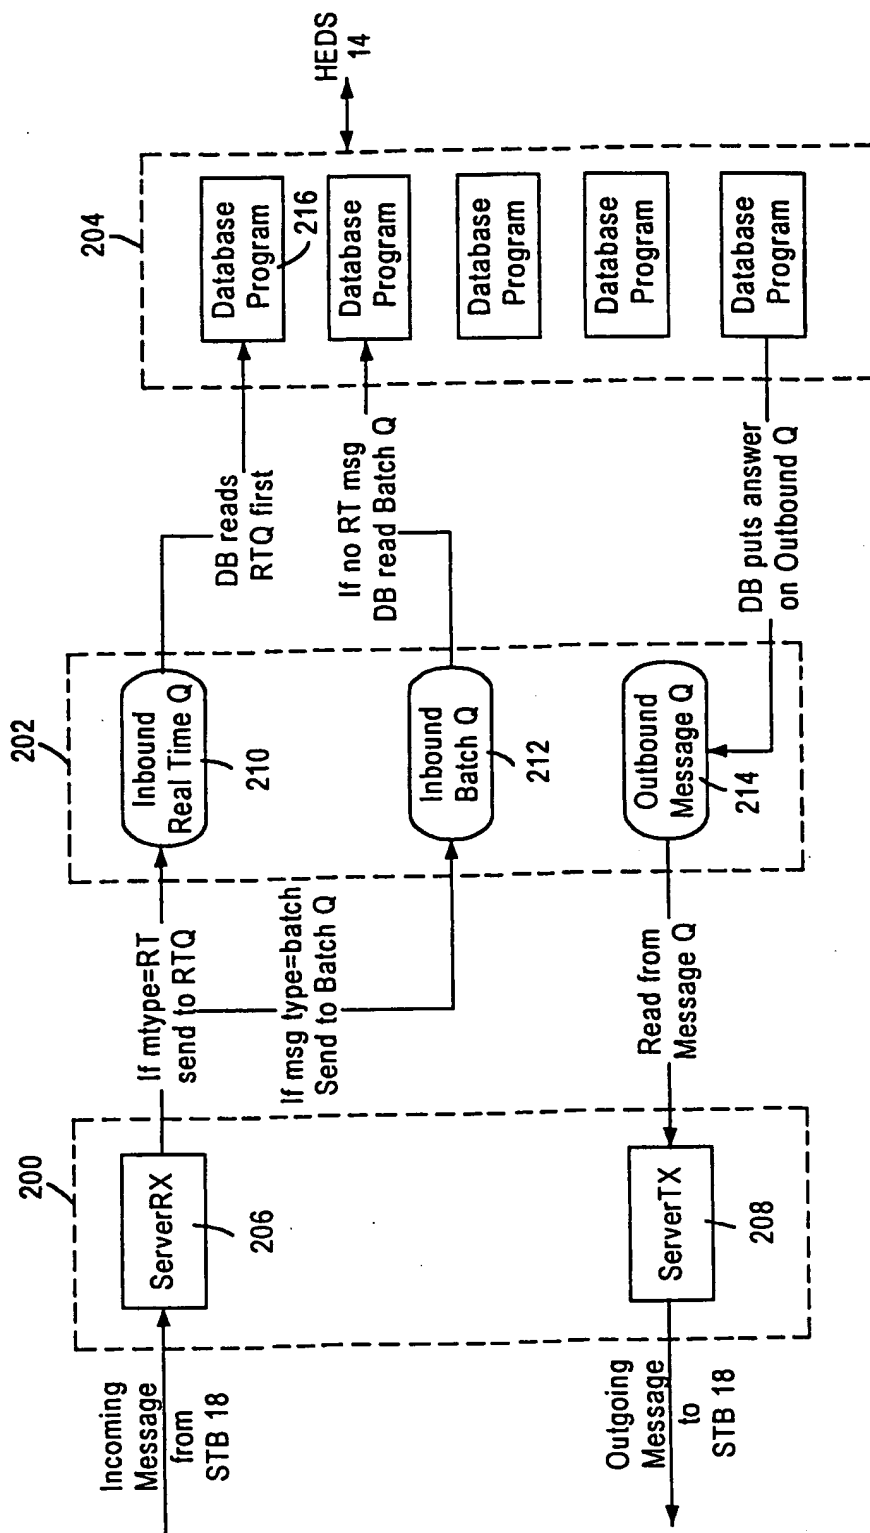 Incoming
Message
from
STB 18
200
ServerRX
206
If mtype=RT
send to RTQ
If msg type=batch
Send to Batch Q
202
Inbound
Real Time Q
210
Inbound
Batch Q
212
DB reads
RTQ first
If no RT msg
DB read Batch Q
204
Database
Program
216
Database
Program
Database
Program
Database
Program
Database
Program
HEDS
14
DB puts answer
on Outbound Q
Outbound
Message Q
214
Read from
Message Q
ServerTX
208
Outgoing
Message
to
STB 18